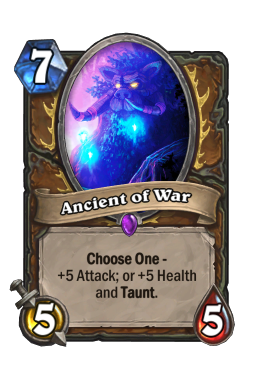 7
Ancient of War
Choose One -
+5 Attack; or +5 Health
and Taunt.
5 5